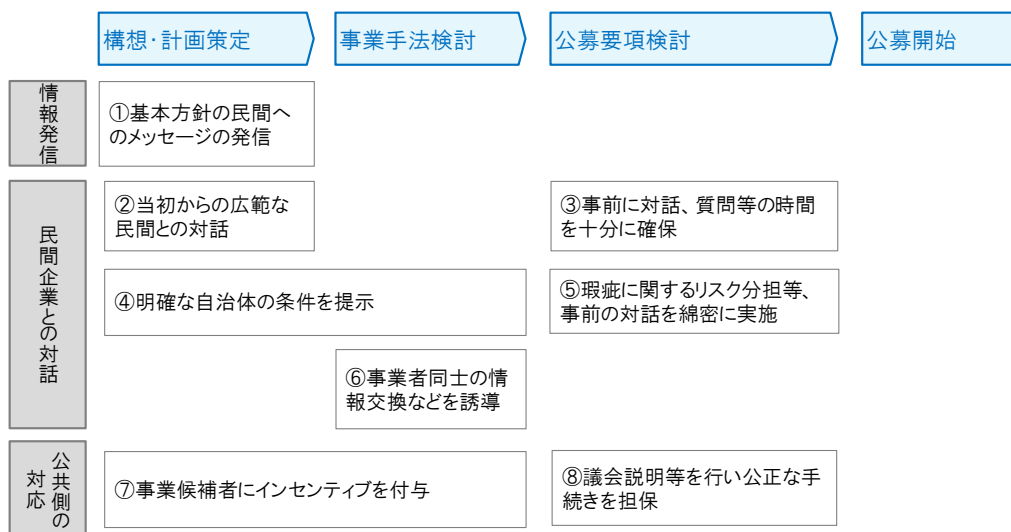 構想・計画策定
事業手法検討
公募要項検討
公募開始
情報発信
①基本方針の民間へ
のメッセージの発信
民間企業との対話
②当初からの広範な
民間との対話
③事前に対話、質問等の時間
を十分に確保
④明確な自治体の条件を提示
⑤瑕疵に関するリスク分担等、
事前の対話を綿密に実施
⑥事業者同士の情
報交換などを誘導
公共側の
対応
⑦事業候補者にインセンティブを付与
⑧議会説明等を行い公正な手
続きを担保